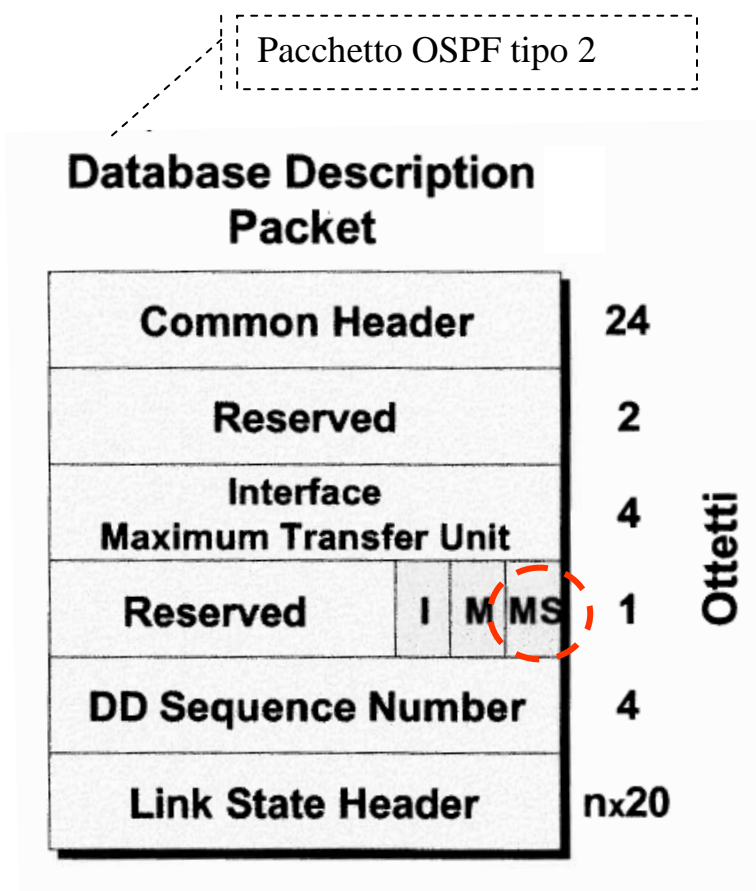 Pacchetto OSPF tipo 2
Database Description
Packet
Common Header 24
Reserved 2
Interface
Maximum Transfer Unit 4
Reserved I M MS 1
DD Sequence Number 4
Link State Header nx20
Ottetti